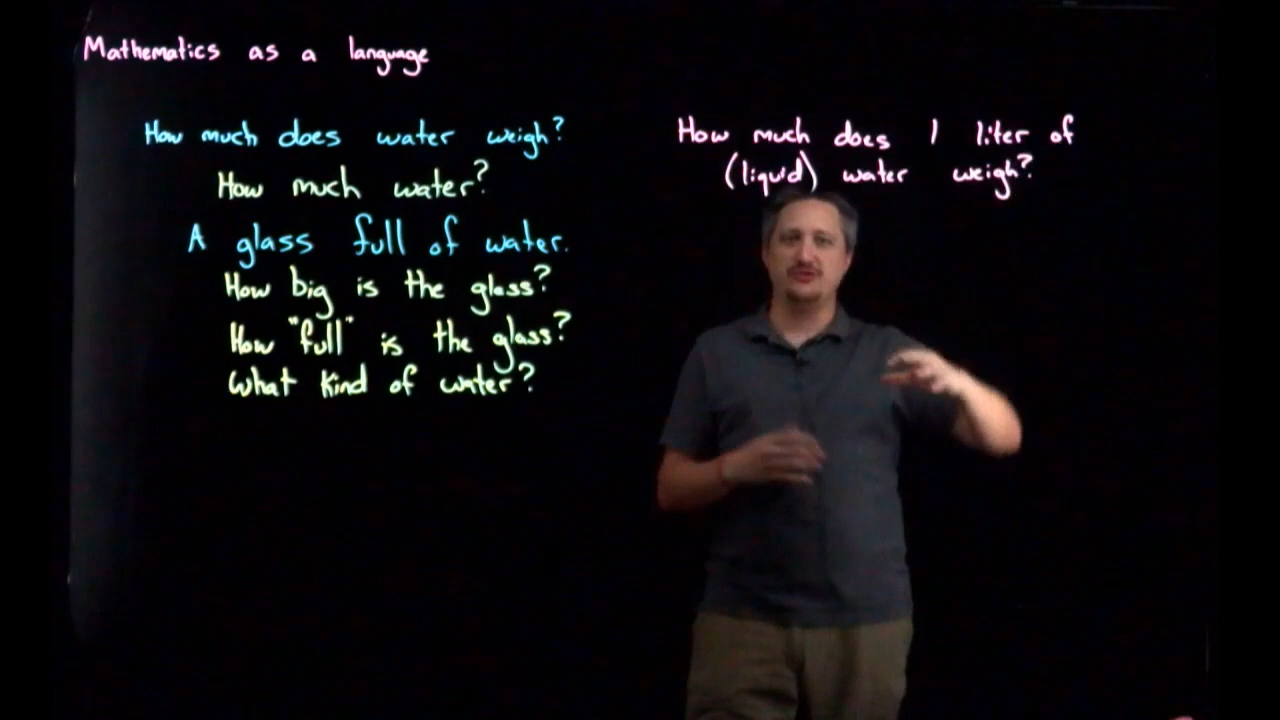 Mathematics as a language
How much does water weigh?
How much water?
A glass full of water.
How big is the glass?
How "full" is the glass?
What kind of water?
How much does 1 liter of
(liquid) water weigh?